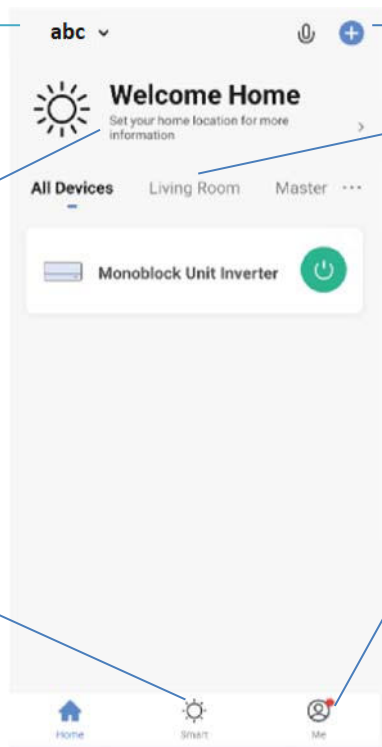 abc
Welcome Home
Set your home location for more
information
All Devices Living Room Master ...
Monoblock Unit Inverter
Home Smart Me